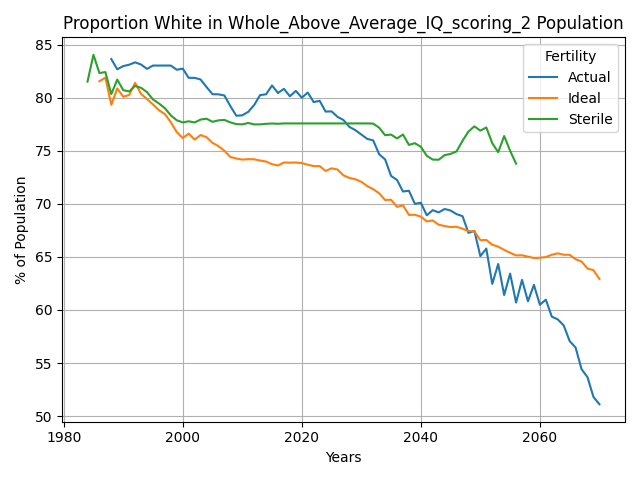 Proportion White in Whole_Above_Average_IQ_scoring_2 Population
% of Population
85
80
75
70
65
60
55
50
1980
2000
2020
2040
2060
Years
Fertility
Actual
Ideal
Sterile